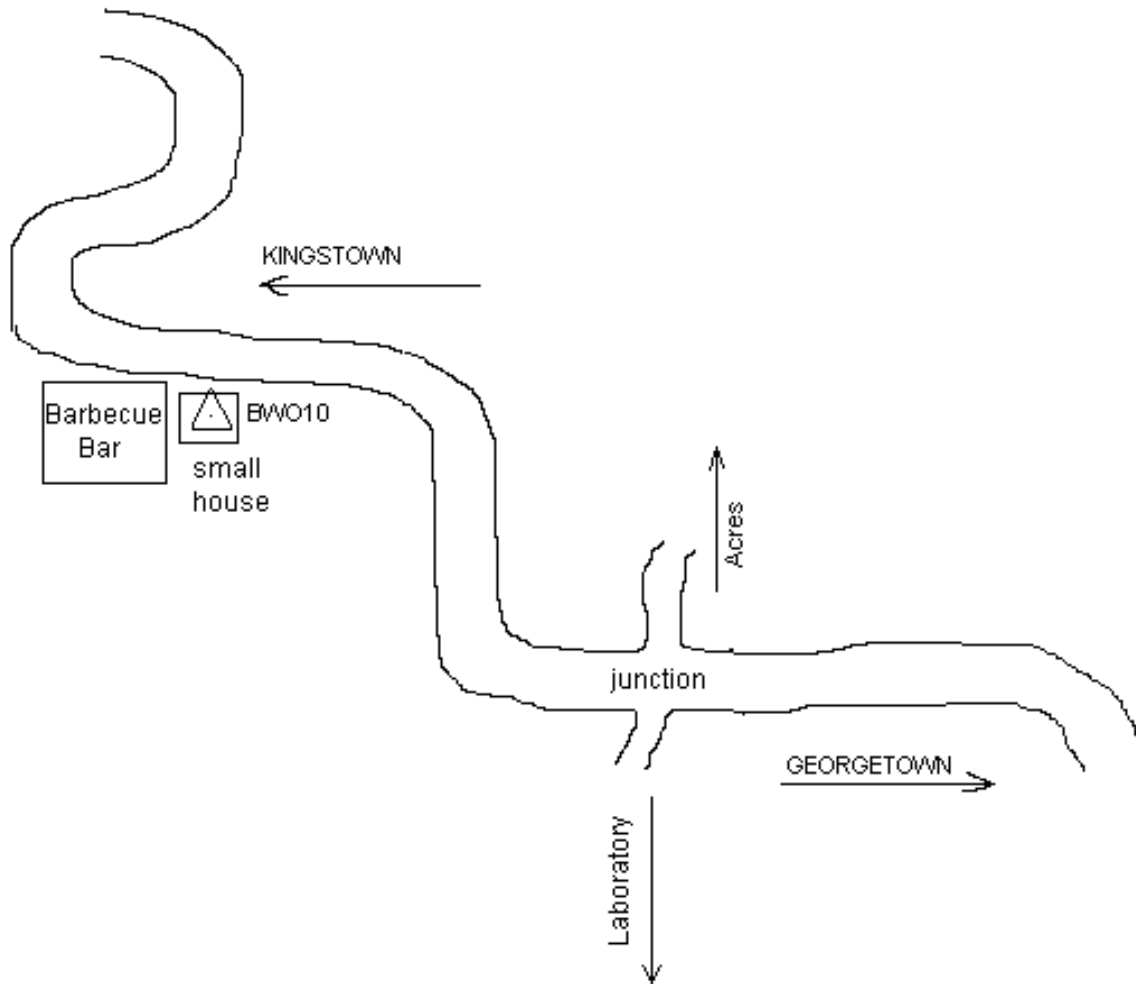 KINGSTOWN
Barbecue
Bar
BWO10
small
house
Acres
junction
GEORGETOWN
Laboratory